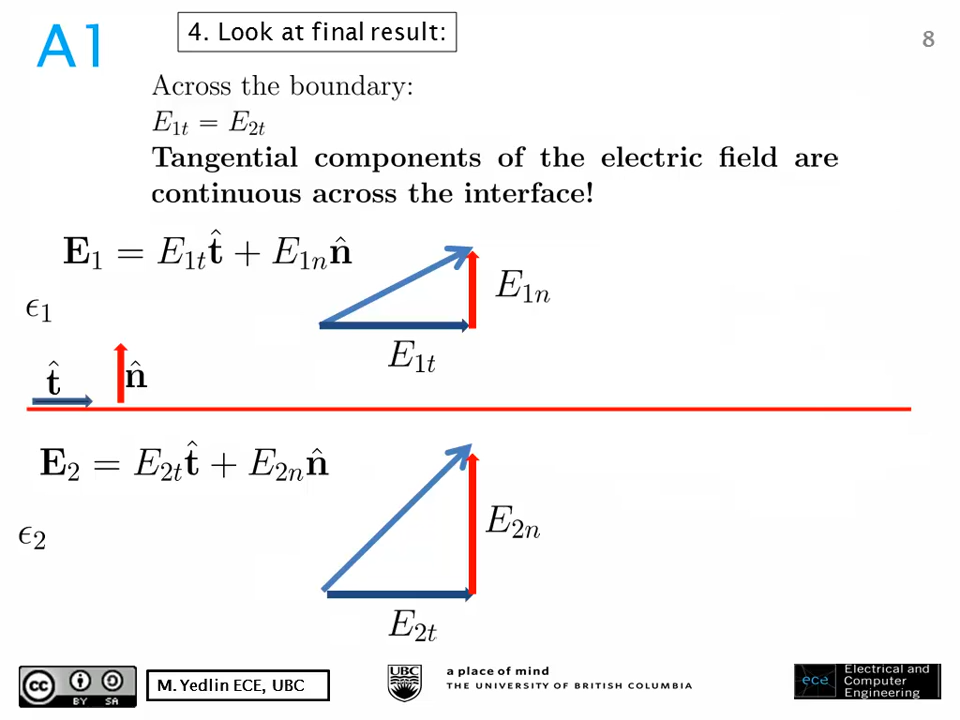 A1
4. Look at final result:
8
Across the boundary:
E₁ₜ = E₂ₜ
Tangential components of the electric field are
continuous across the interface!
E₁ = E₁ₜt̂ + E₁ₙn̂
E₁ₙ
ϵ₁
E₁ₜ
t̂
n̂
E₂ = E₂ₜt̂ + E₂ₙn̂
E₂ₙ
ϵ₂
E₂ₜ
cc BY SA
M. Yedlin ECE, UBC
UBC
a place of mind
THE UNIVERSITY OF BRITISH COLUMBIA
ece
Electrical and
Computer
Engineering